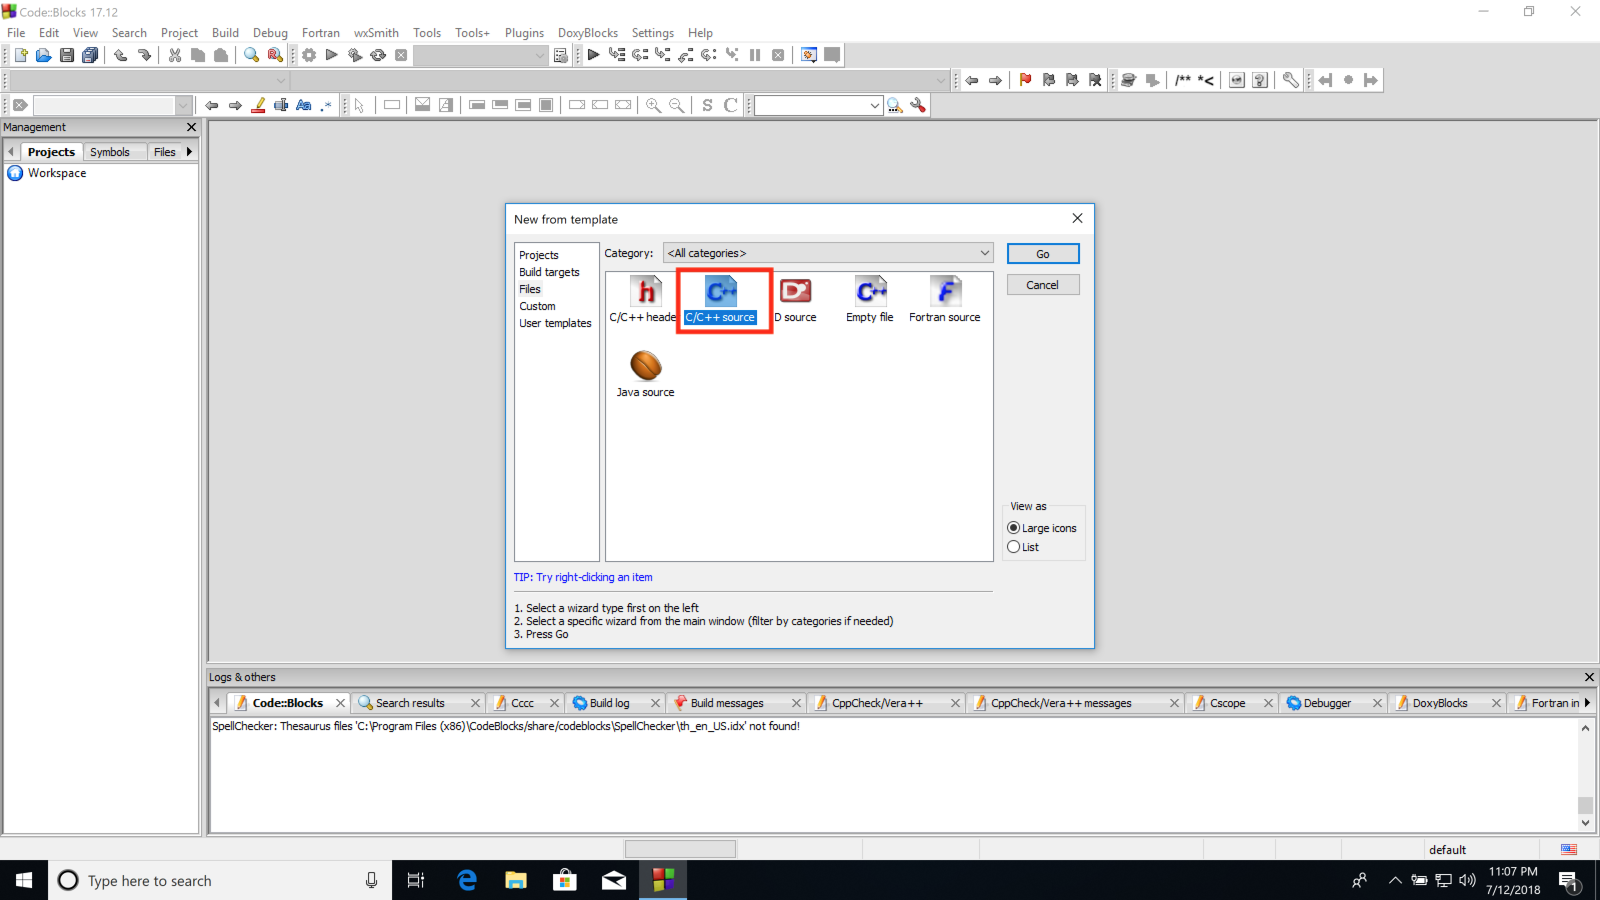 Code::Blocks 17.12
File Edit View Search Project Build Debug Fortran wxSmith Tools Tools+ Plugins DoxyBlocks Settings Help
Management
Projects Symbols Files
Workspace
New from template
Projects
Build targets
Files
Custom
User templates
Category: <All categories>
Go
Cancel
C/C++ heade C/C++ source D source Empty file Fortran source
Java source
View as
Large icons
List
TIP: Try right-clicking an item
1. Select a wizard type first on the left
2. Select a specific wizard from the main window (filter by categories if needed)
3. Press Go
Logs & others
Code::Blocks Search results Cccc Build log Build messages CppCheck/Vera++ CppCheck/Vera++ messages Cscope Debugger DoxyBlocks Fortran in
SpellChecker: Thesaurus files 'C:\Program Files (x86)\CodeBlocks/share/codeblocks\SpellChecker\th_en_US.idx' not found!
default
Type here to search
11:07 PM
7/12/2018
1